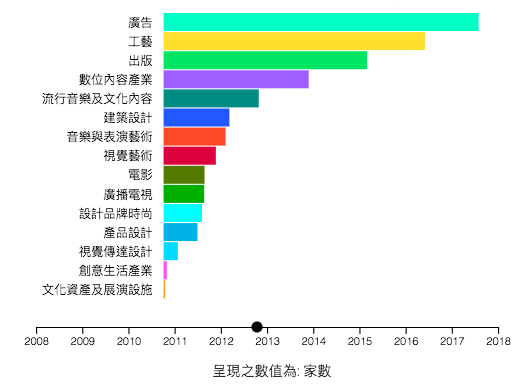 廣告
工藝
出版
數位內容產業
流行音樂及文化內容
建築設計
音樂與表演藝術
視覺藝術
電影
廣播電視
設計品牌時尚
產品設計
視覺傳達設計
創意生活產業
文化資產及展演設施
2008 2009 2010 2011 2012 2013 2014 2015 2016 2017 2018
呈現之數值為: 家數